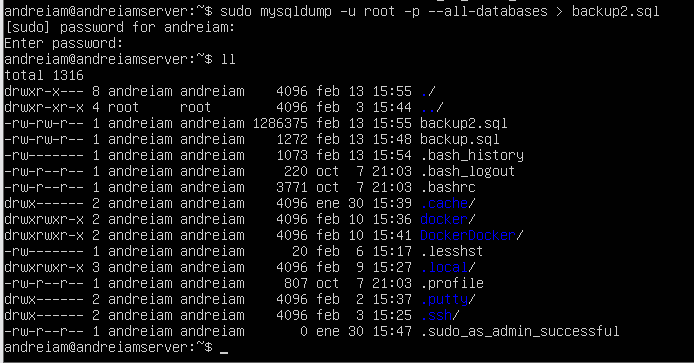 andreiam@andreiamserver:~$ sudo mysqldump -u root -p --all-databases > backup2.sql
[sudo] password for andreiam:
Enter password:
andreiam@andreiamserver:~$ ll
total 1316
drwxr-x--- 8 andreiam andreiam    4096 feb 13 15:55 ./
drwxr-xr-x 4 root     root        4096 feb  3 15:44 ../
-rw-rw-r-- 1 andreiam andreiam 1286375 feb 13 15:55 backup2.sql
-rw-rw-r-- 1 andreiam andreiam    1272 feb 13 15:48 backup.sql
-rw------- 1 andreiam andreiam    1073 feb 13 15:54 .bash_history
-rw-r--r-- 1 andreiam andreiam     220 oct  7 21:03 .bash_logout
-rw-r--r-- 1 andreiam andreiam    3771 oct  7 21:03 .bashrc
drwx------ 2 andreiam andreiam    4096 ene 30 15:39 .cache/
drwxrwxr-x 2 andreiam andreiam    4096 feb 10 15:36 docker/
drwxrwxr-x 2 andreiam andreiam    4096 feb 10 15:41 DockerDocker/
-rw------- 1 andreiam andreiam      20 feb  6 15:17 .lesshst
drwxrwxr-x 3 andreiam andreiam    4096 feb  9 15:27 .local/
-rw-r--r-- 1 andreiam andreiam     807 oct  7 21:03 .profile
drwx------ 2 andreiam andreiam    4096 feb  2 15:37 .putty/
drwx------ 2 andreiam andreiam    4096 feb  3 15:25 .ssh/
-rw-r--r-- 1 andreiam andreiam       0 ene 30 15:47 .sudo_as_admin_successful
andreiam@andreiamserver:~$ _